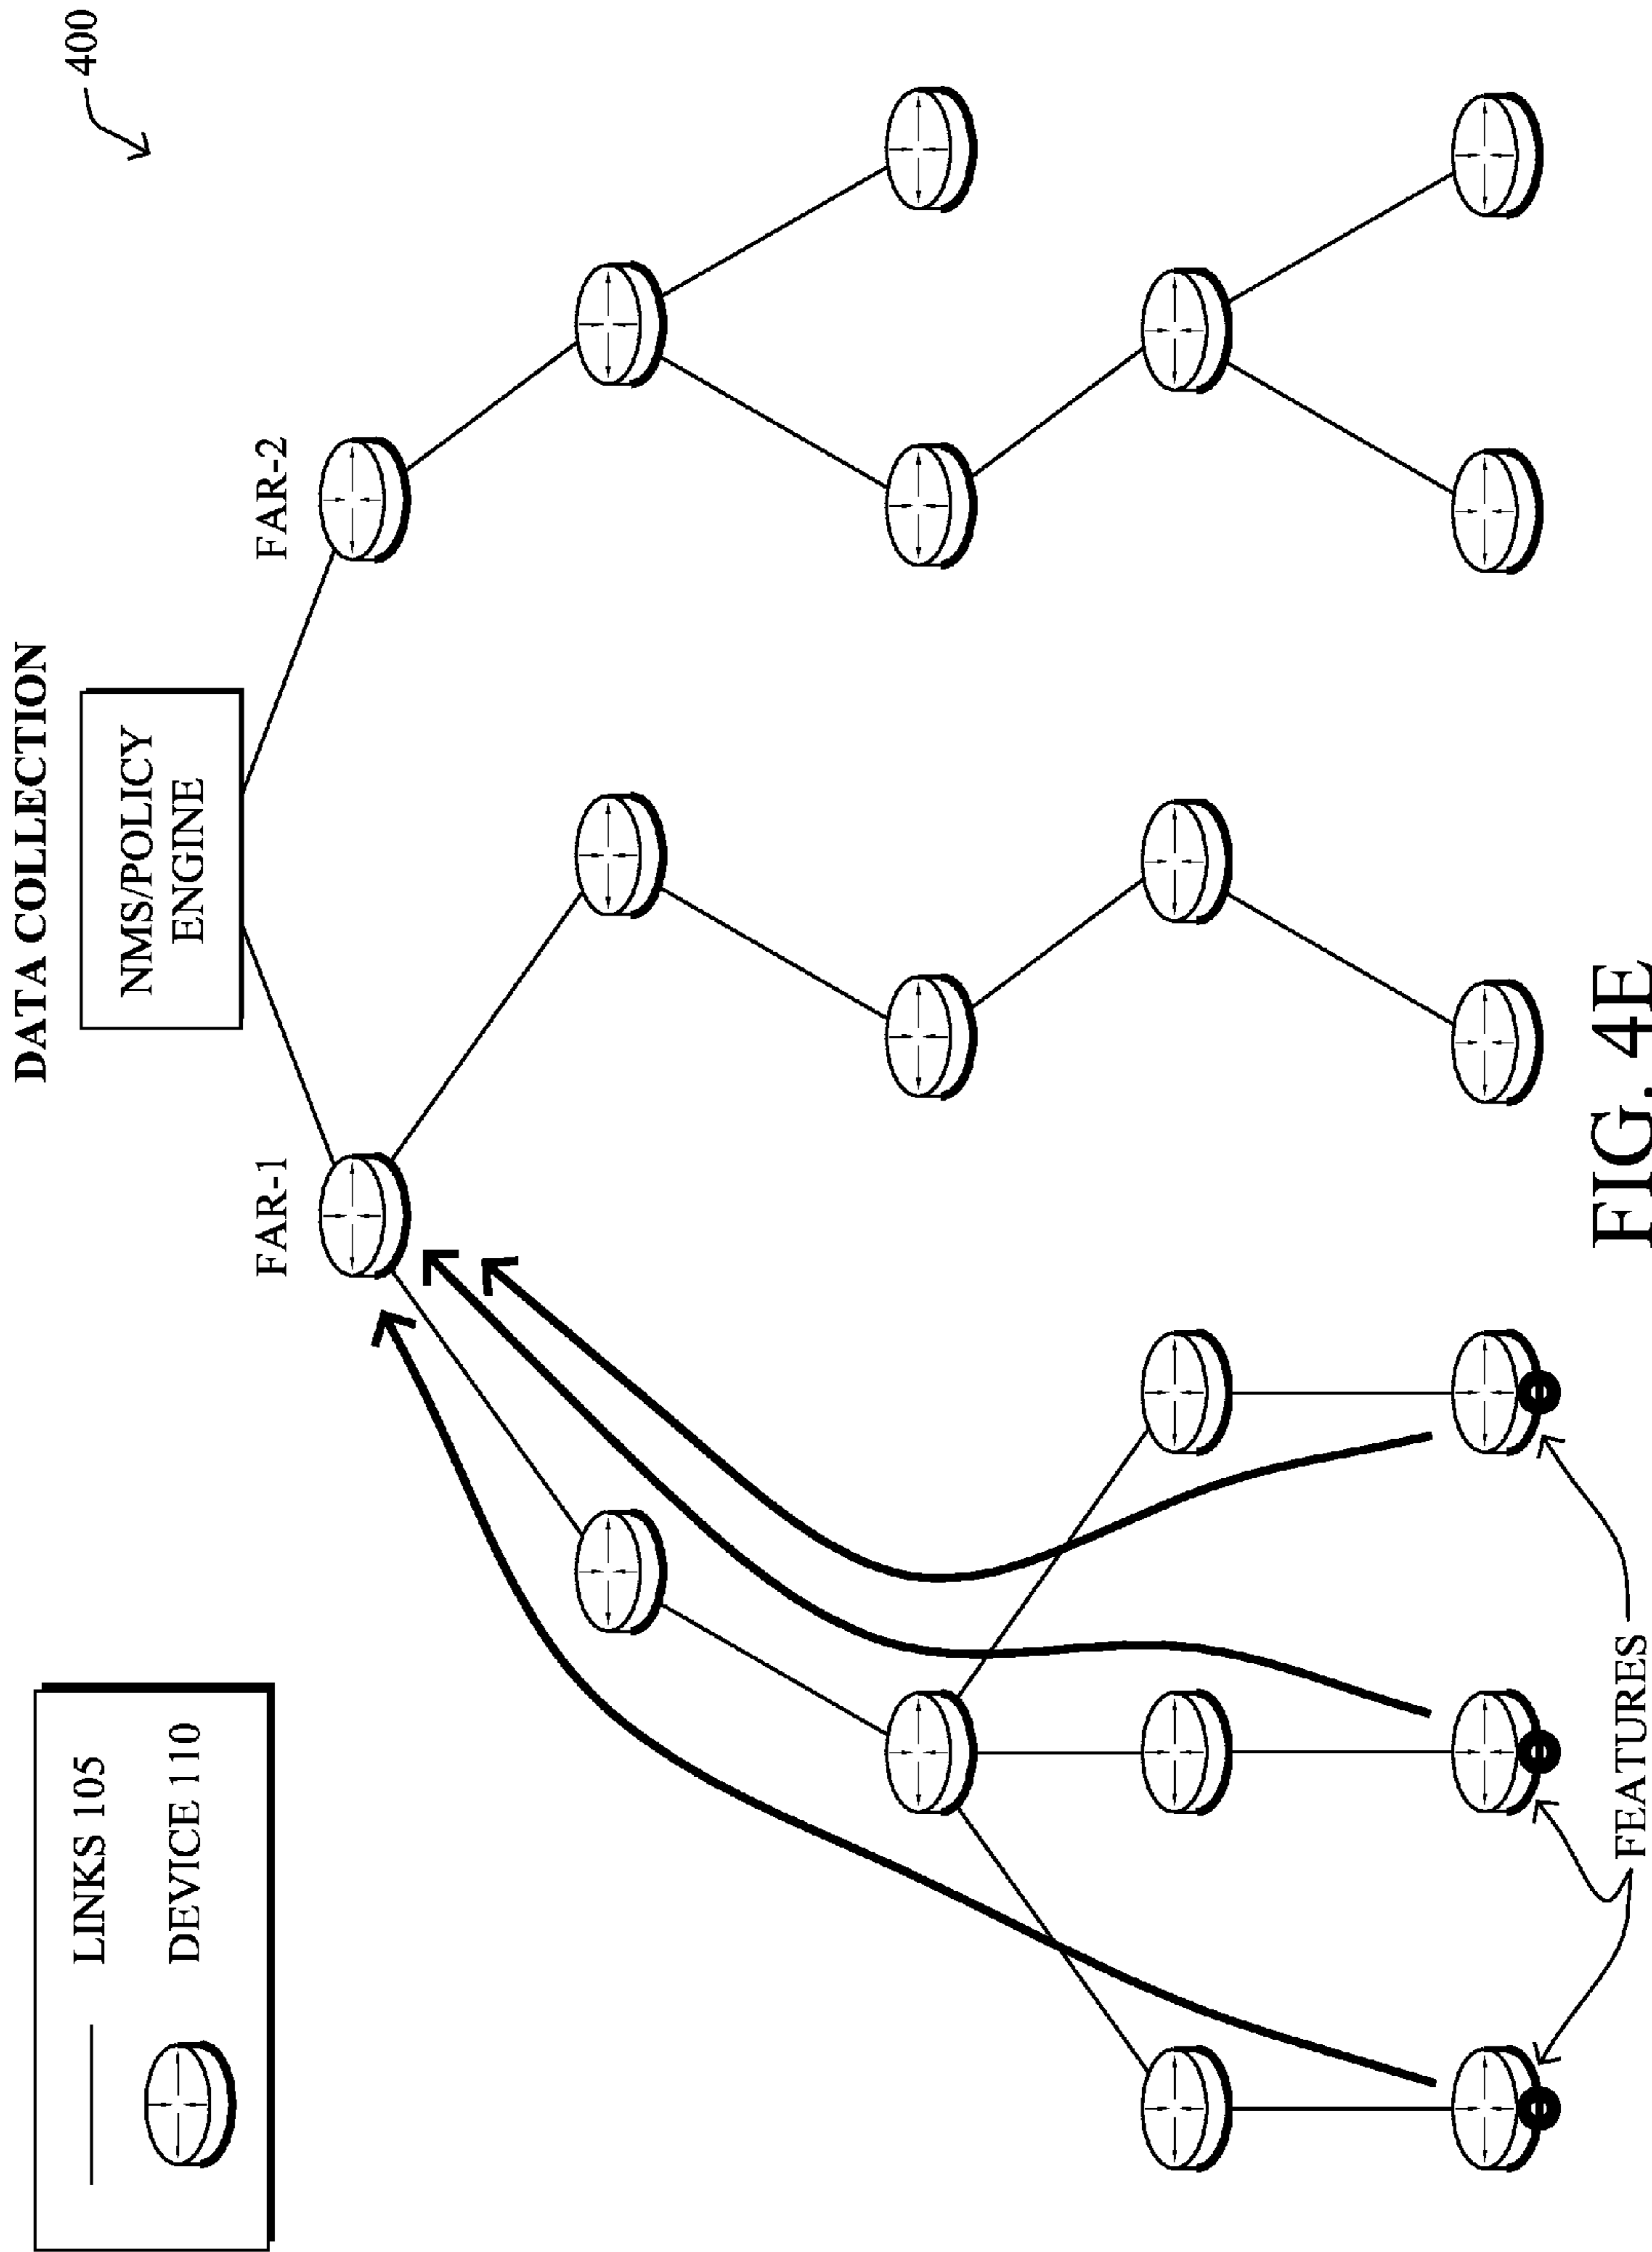 DATA COLLECTION
400
LINKS 105
DEVICE 110
NMS/POLICY
ENGINE
FAR-1
FAR-2
FEATURES
FIG. 4E